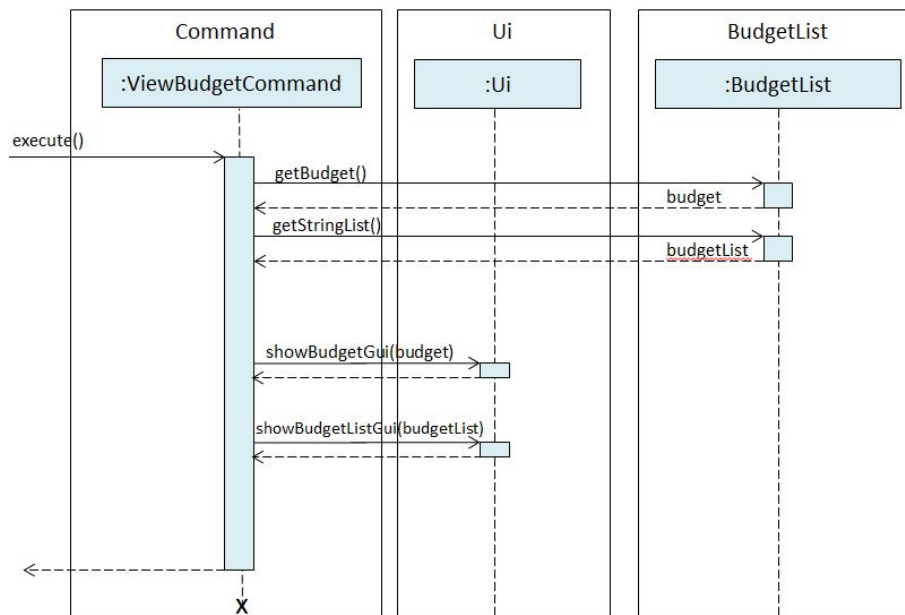 Command
Ui
BudgetList
:ViewBudgetCommand
:Ui
:BudgetList
execute()
getBudget()
budget
getStringList()
budgetList
showBudgetGui(budget)
showBudgetListGui(budgetList)
X